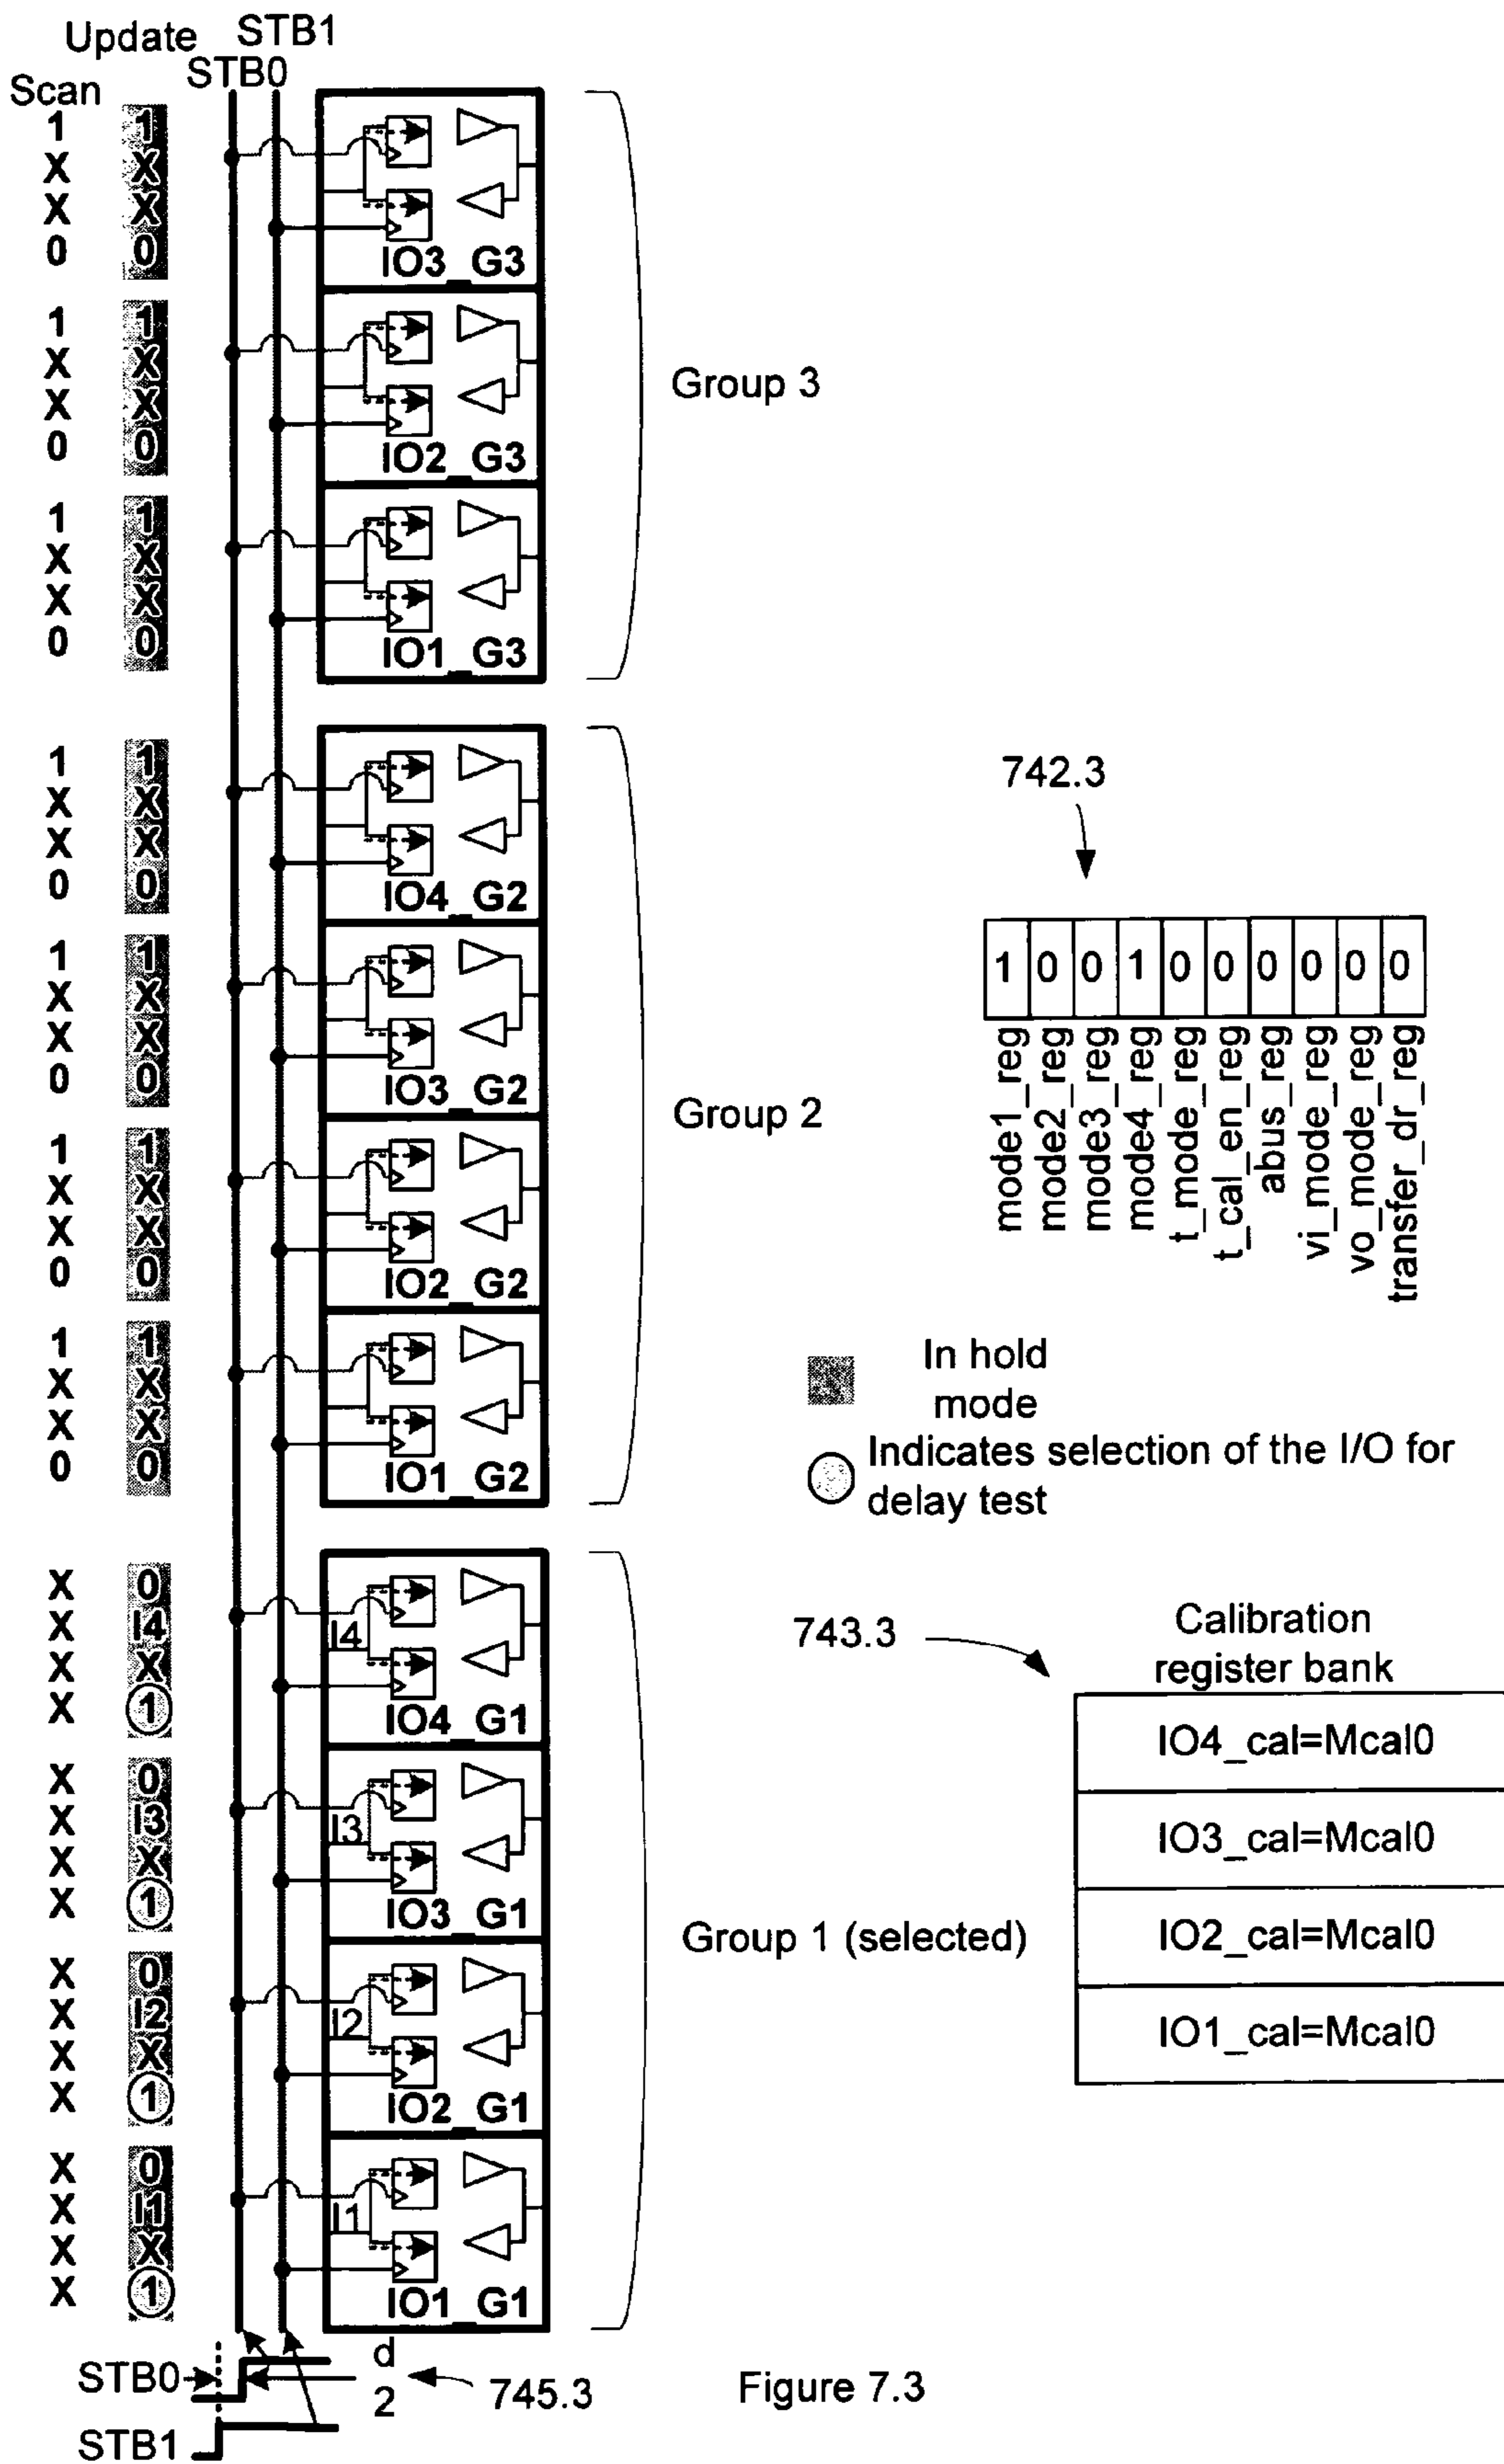 Update STB1
STB0
Scan
1 1
X X
X X
0 0
IO3_G3
1 1
X X
X X
0 0
IO2_G3
1 1
X X
X X
0 0
IO1_G3
Group 3
1 1
X X
X X
0 0
IO4_G2
1 1
X X
X X
0 0
IO3_G2
1 1
X X
X X
0 0
IO2_G2
1 1
X X
X X
0 0
IO1_G2
Group 2
742.3
1 0 0 1 0 0 0 0 0 0
mode1_reg
mode2_reg
mode3_reg
mode4_reg
t_mode_reg
t_cal_en_reg
abus_reg
vi_mode_reg
vo_mode_reg
transfer_dr_reg
In hold
mode
Indicates selection of the I/O for
delay test
X 0
X I4 I4
X X
X 1
IO4_G1
X 0
X I3 I3
X X
X 1
IO3_G1
X 0
X I2 I2
X X
X 1
IO2_G1
X 0
X I1 I1
X X
X 1
IO1_G1
Group 1 (selected)
743.3
Calibration
register bank
IO4_cal=Mcal0
IO3_cal=Mcal0
IO2_cal=Mcal0
IO1_cal=Mcal0
STB0
d
2
745.3
STB1
Figure 7.3